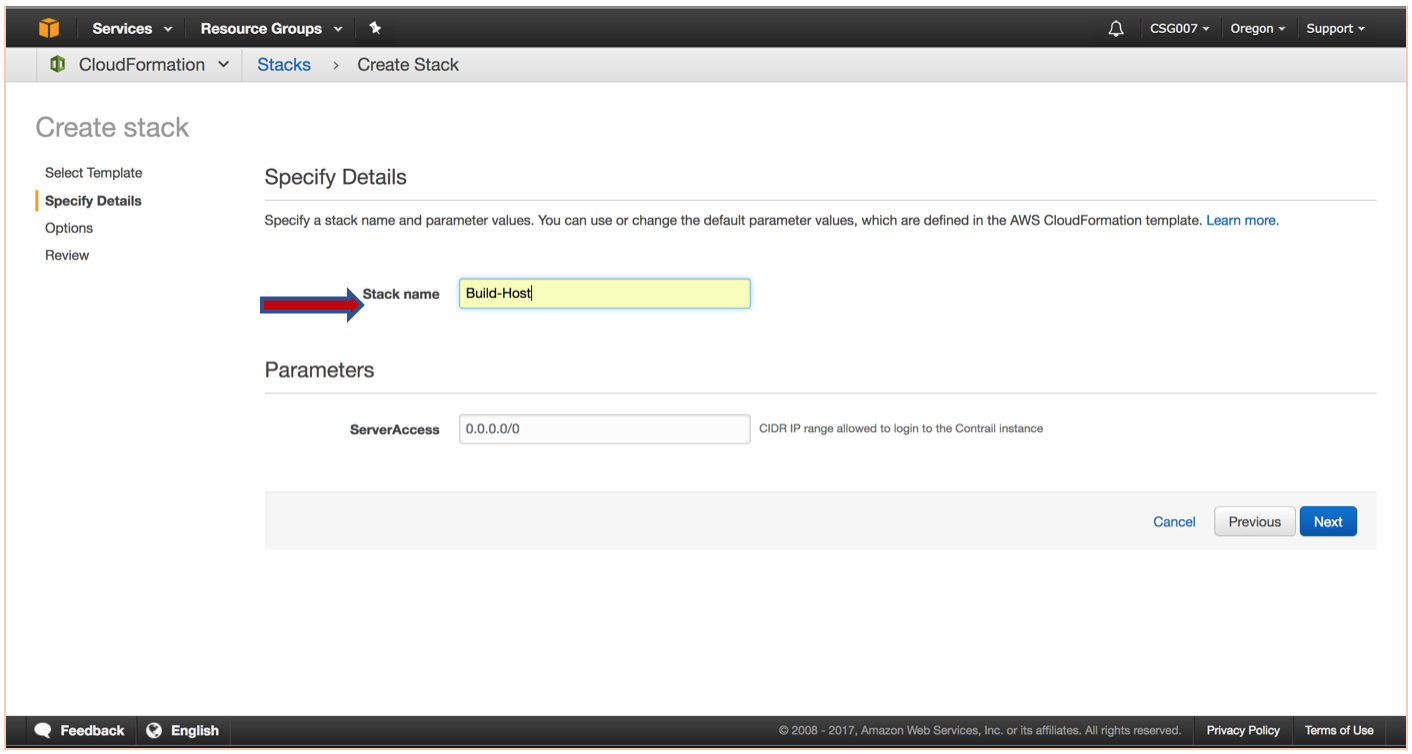 Services Resource Groups CSG007 Oregon Support
CloudFormation Stacks › Create Stack
Create stack
Select Template
Specify Details
Options
Review
Specify Details
Specify a stack name and parameter values. You can use or change the default parameter values, which are defined in the AWS CloudFormation template. Learn more.
Stack name Build-Host
Parameters
ServerAccess 0.0.0.0/0 CIDR IP range allowed to login to the Contrail instance
Cancel Previous Next
Feedback English © 2008 - 2017, Amazon Web Services, Inc. or its affiliates. All rights reserved. Privacy Policy Terms of Use